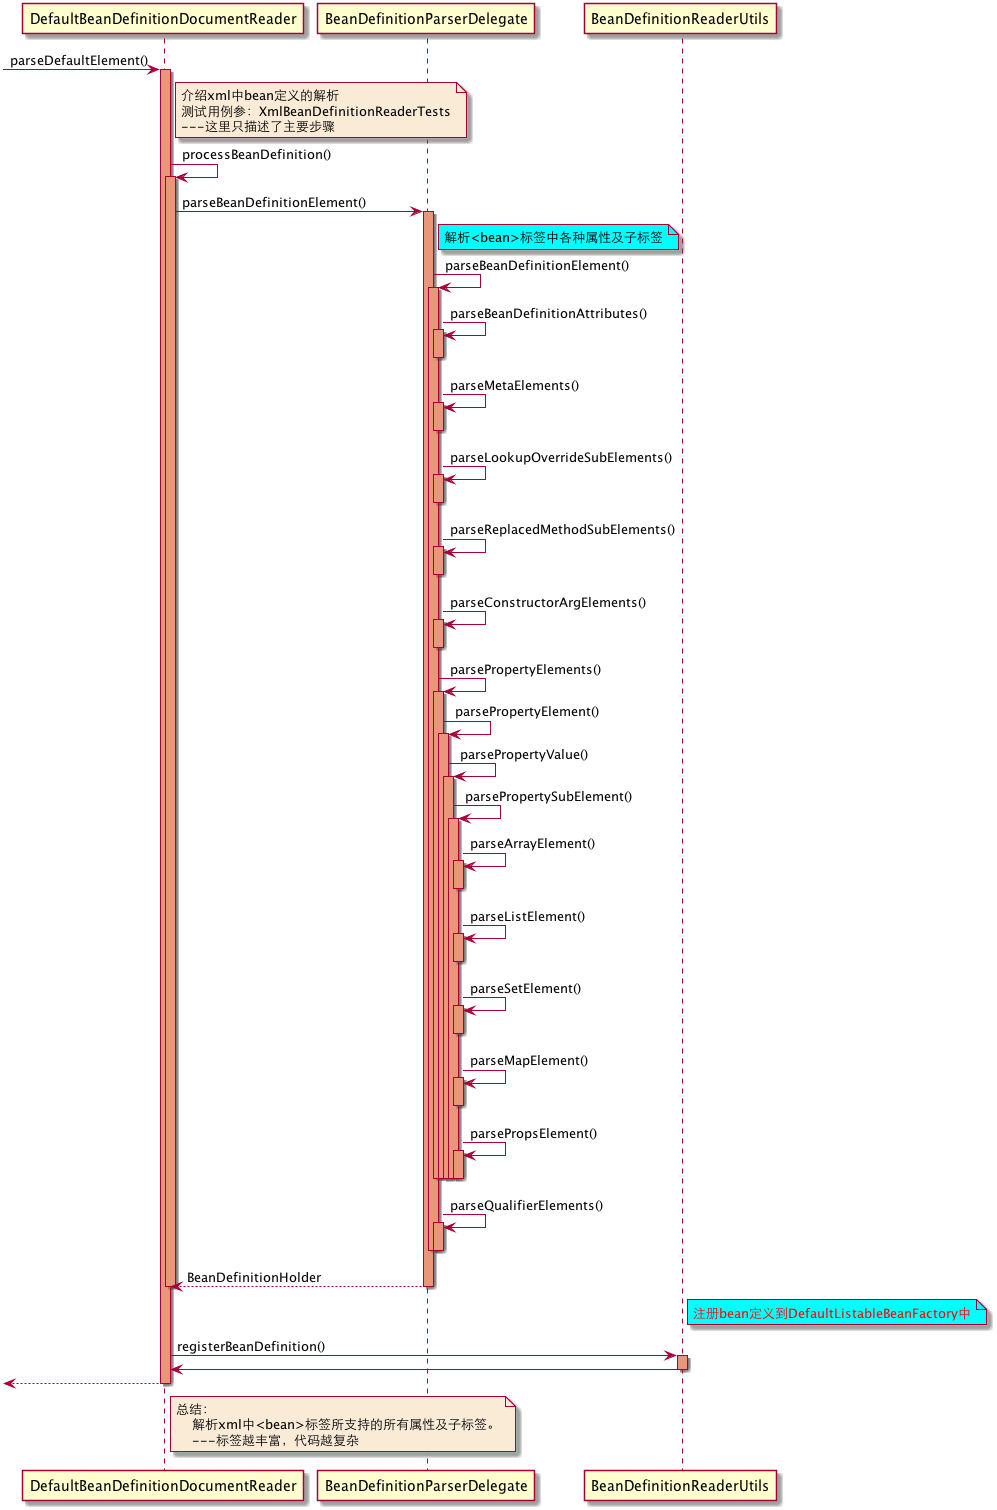 DefaultBeanDefinitionDocumentReader
BeanDefinitionParserDelegate
BeanDefinitionReaderUtils
parseDefaultElement()
介绍xml中bean定义的解析
测试用例参：XmlBeanDefinitionReaderTests
---这里只描述了主要步骤
processBeanDefinition()
parseBeanDefinitionElement()
解析<bean>标签中各种属性及子标签
parseBeanDefinitionElement()
parseBeanDefinitionAttributes()
parseMetaElements()
parseLookupOverrideSubElements()
parseReplacedMethodSubElements()
parseConstructorArgElements()
parsePropertyElements()
parsePropertyElement()
parsePropertyValue()
parsePropertySubElement()
parseArrayElement()
parseListElement()
parseSetElement()
parseMapElement()
parsePropsElement()
parseQualifierElements()
BeanDefinitionHolder
注册bean定义到DefaultListableBeanFactory中
registerBeanDefinition()
总结：
解析xml中<bean>标签所支持的所有属性及子标签。
---标签越丰富，代码越复杂
DefaultBeanDefinitionDocumentReader
BeanDefinitionParserDelegate
BeanDefinitionReaderUtils